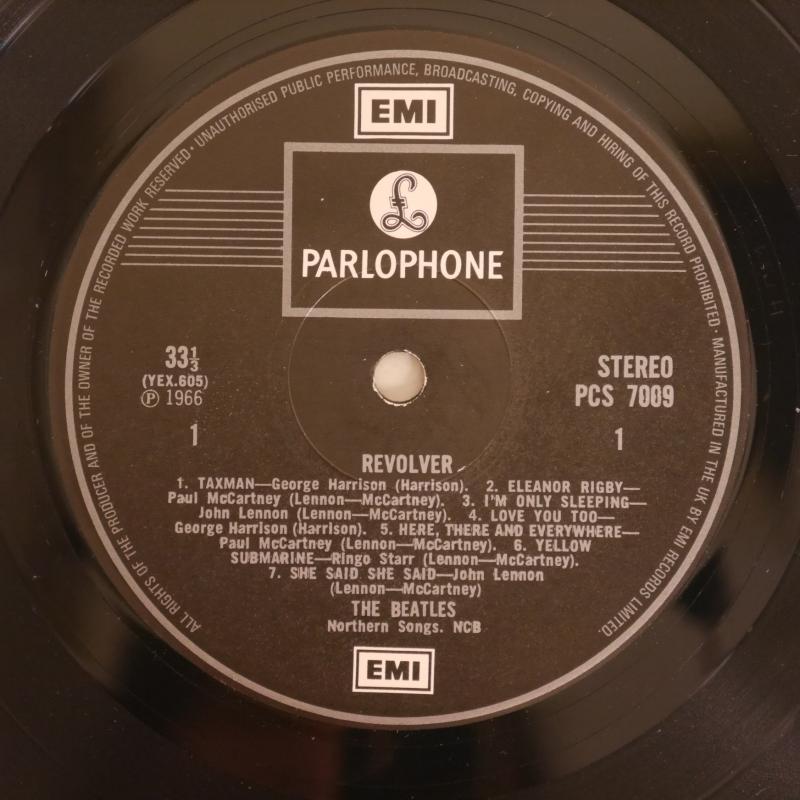 ALL RIGHTS OF THE PRODUCER AND OF THE OWNER OF THE RECORDED WORK RESERVED · UNAUTHORISED PUBLIC PERFORMANCE, BROADCASTING, COPYING AND HIRING OF THIS RECORD PROHIBITED · MANUFACTURED IN THE UK BY EMI RECORDS LIMITED.
EMI
£
PARLOPHONE
33⅓
(YEX.605)
Ⓟ 1966
1
STEREO
PCS 7009
1
REVOLVER
1. TAXMAN—George Harrison (Harrison). 2. ELEANOR RIGBY—
Paul McCartney (Lennon—McCartney). 3. I'M ONLY SLEEPING—
John Lennon (Lennon—McCartney). 4. LOVE YOU TOO—
George Harrison (Harrison). 5. HERE, THERE AND EVERYWHERE—
Paul McCartney (Lennon—McCartney). 6. YELLOW
SUBMARINE—Ringo Starr (Lennon—McCartney).
7. SHE SAID SHE SAID—John Lennon
(Lennon—McCartney)
THE BEATLES
Northern Songs. NCB
EMI